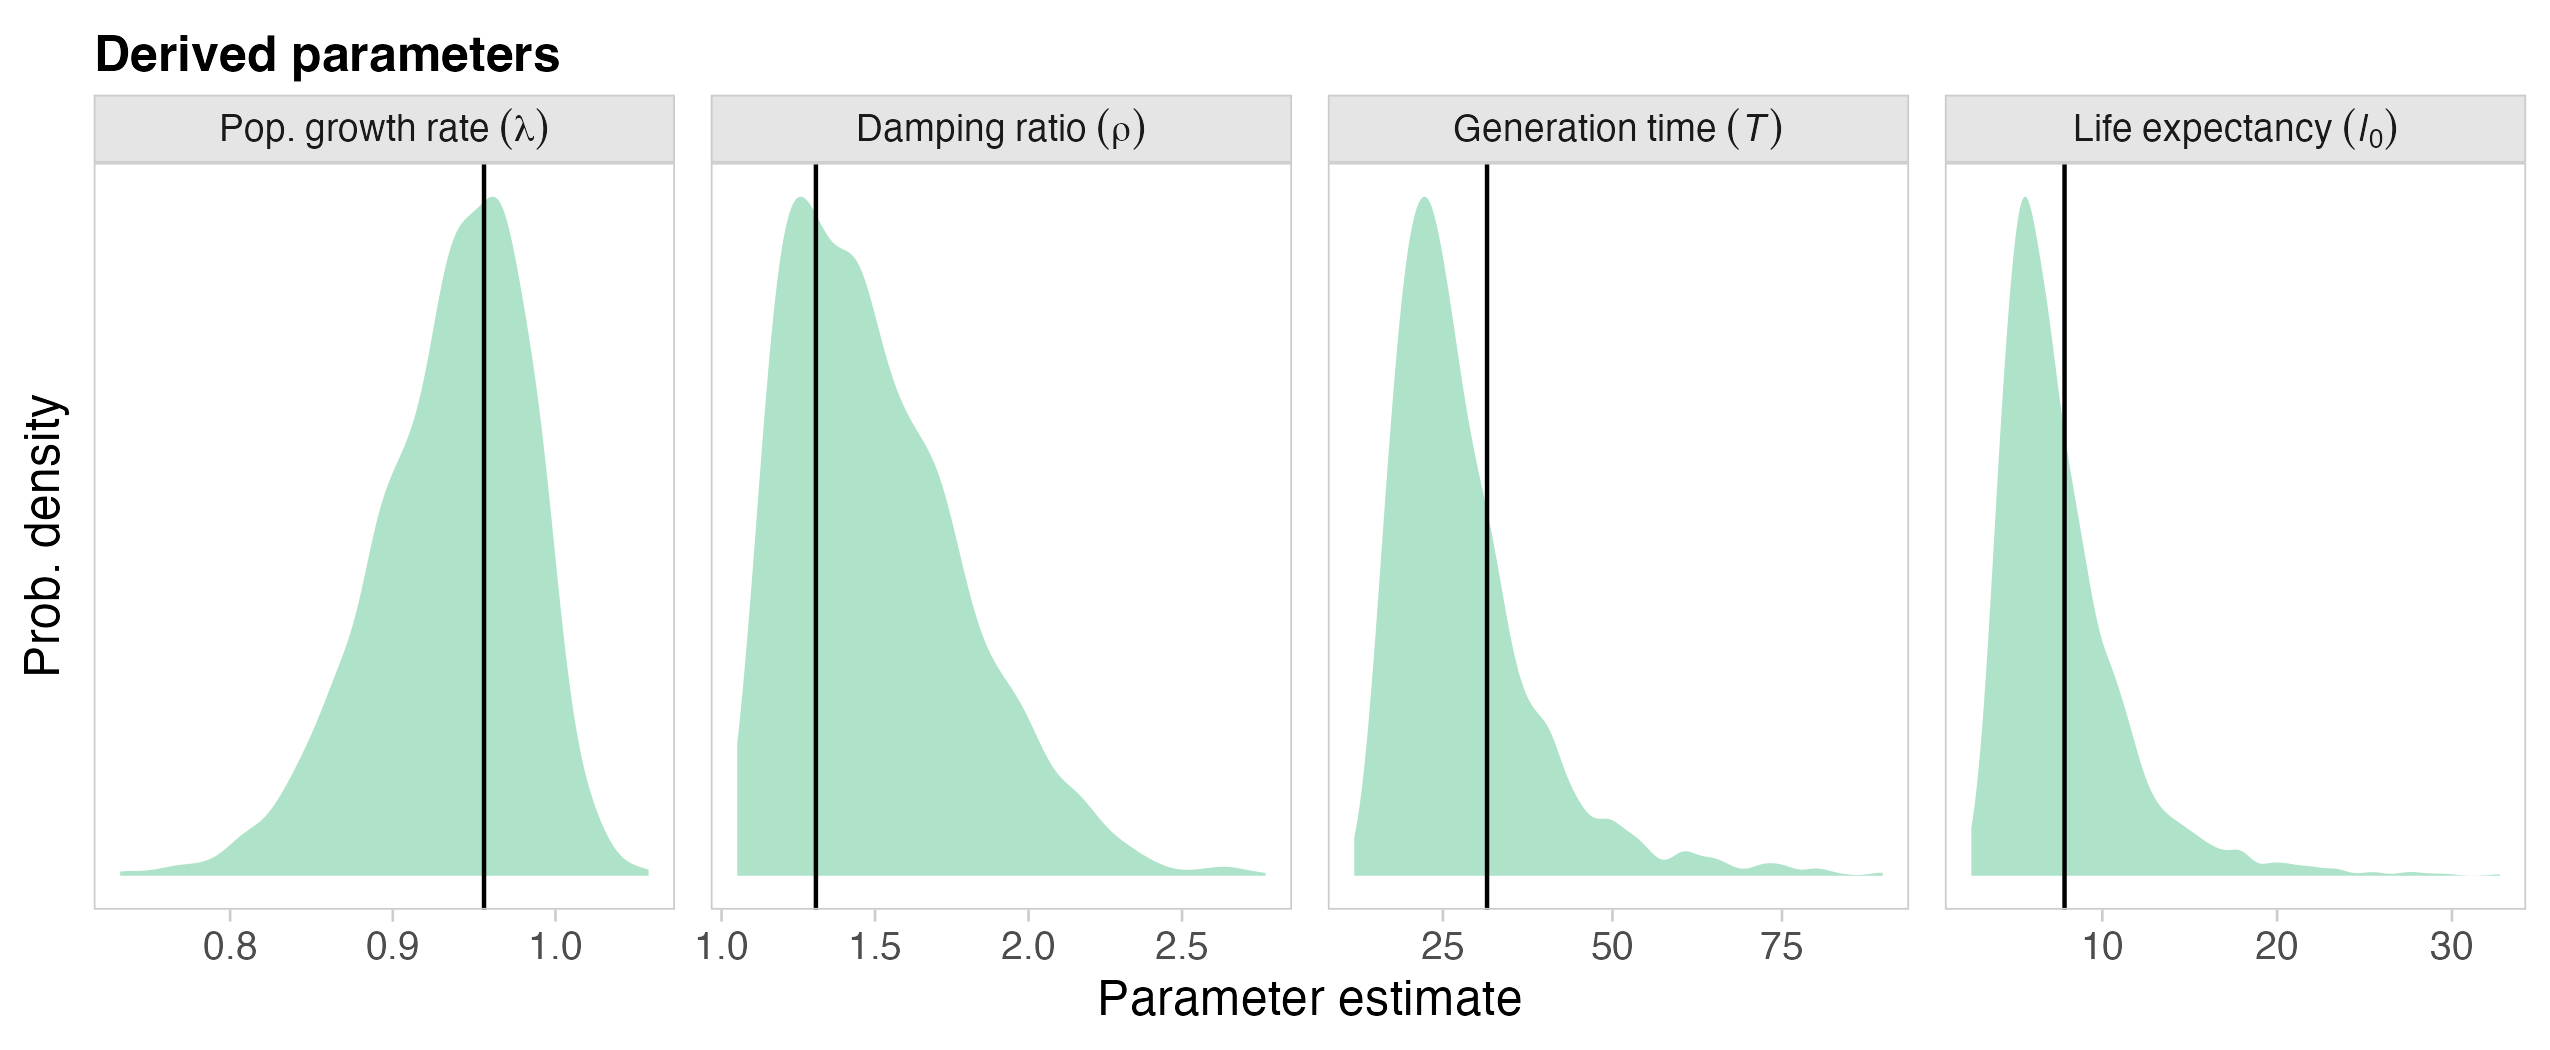 Derived parameters
Pop. growth rate (λ)
Damping ratio (ρ)
Generation time (T)
Life expectancy (l₀)
Prob. density
0.8 0.9 1.0
1.0 1.5 2.0 2.5
25 50 75
10 20 30
Parameter estimate